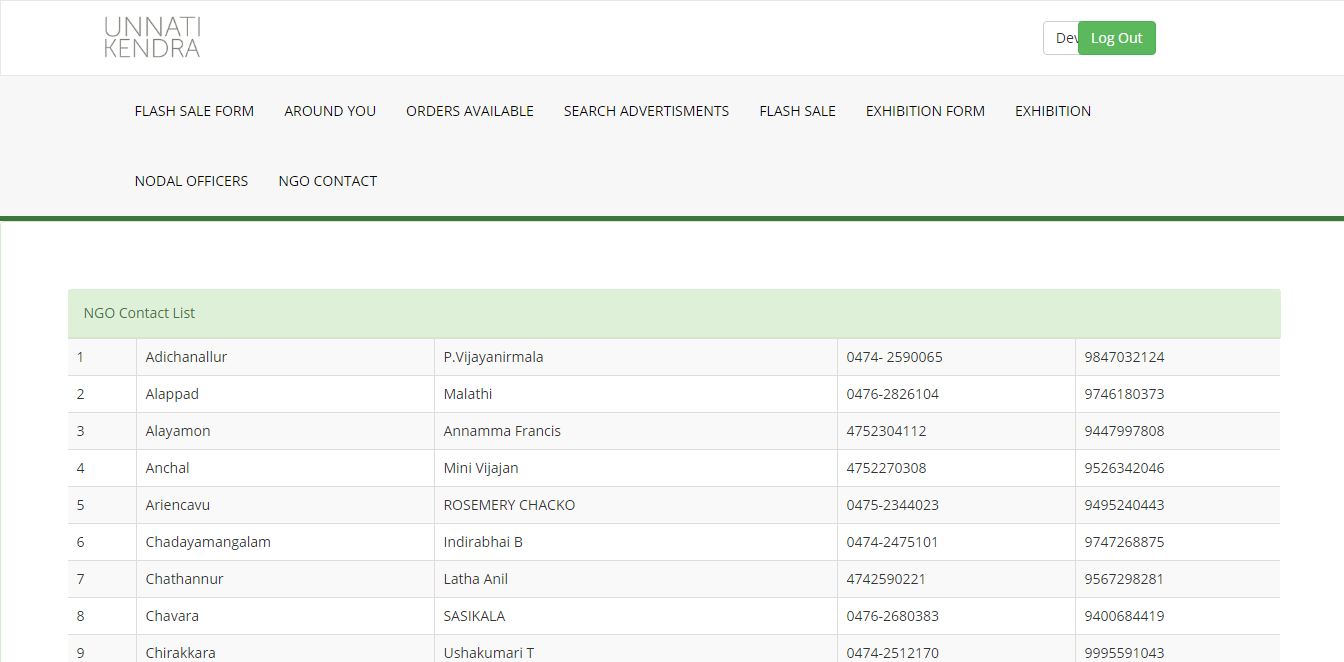 UNNATI
KENDRA
Dev Log Out
FLASH SALE FORM AROUND YOU ORDERS AVAILABLE SEARCH ADVERTISMENTS FLASH SALE EXHIBITION FORM EXHIBITION
NODAL OFFICERS NGO CONTACT
NGO Contact List
1 Adichanallur P.Vijayanirmala 0474- 2590065 9847032124
2 Alappad Malathi 0476-2826104 9746180373
3 Alayamon Annamma Francis 4752304112 9447997808
4 Anchal Mini Vijajan 4752270308 9526342046
5 Ariencavu ROSEMERY CHACKO 0475-2344023 9495240443
6 Chadayamangalam Indirabhai B 0474-2475101 9747268875
7 Chathannur Latha Anil 4742590221 9567298281
8 Chavara SASIKALA 0476-2680383 9400684419
9 Chirakkara Ushakumari T 0474-2512170 9995591043